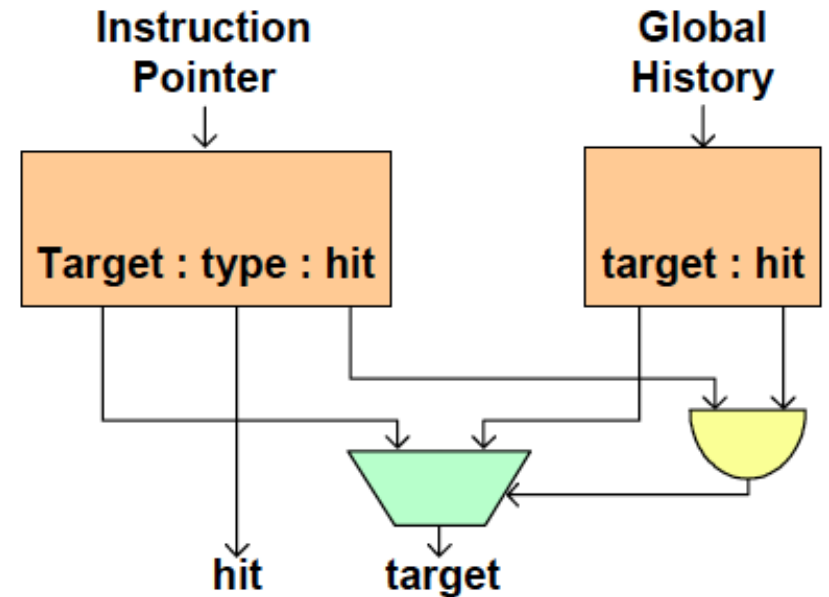 Instruction
Pointer
Global
History
Target : type : hit
target : hit
hit
target